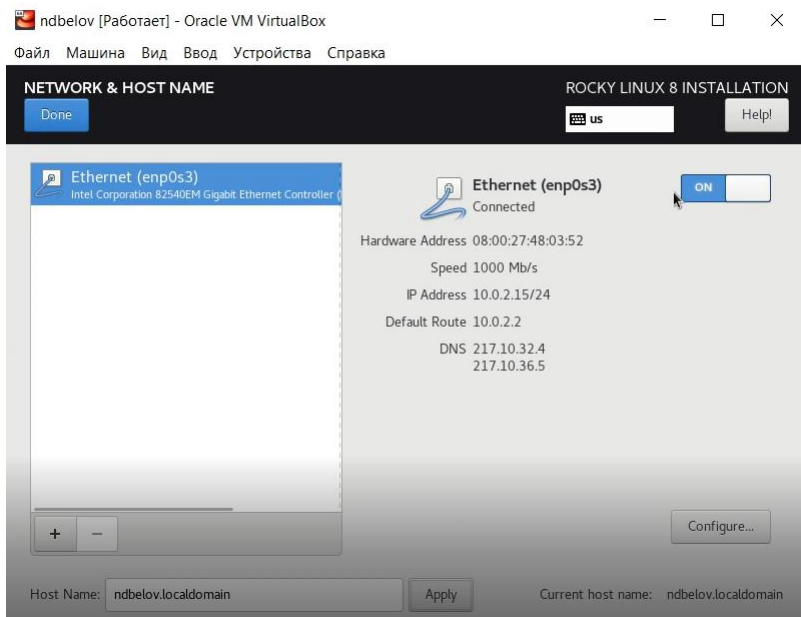 ndbelov [Работает] - Oracle VM VirtualBox
Файл Машина Вид Ввод Устройства Справка
NETWORK & HOST NAME
ROCKY LINUX 8 INSTALLATION
Done
us
Help!
Ethernet (enp0s3)
Intel Corporation 82540EM Gigabit Ethernet Controller (
Ethernet (enp0s3)
Connected
ON
Hardware Address 08:00:27:48:03:52
Speed 1000 Mb/s
IP Address 10.0.2.15/24
Default Route 10.0.2.2
DNS 217.10.32.4
217.10.36.5
+ −
Configure...
Host Name: ndbelov.localdomain
Apply
Current host name: ndbelov.localdomain